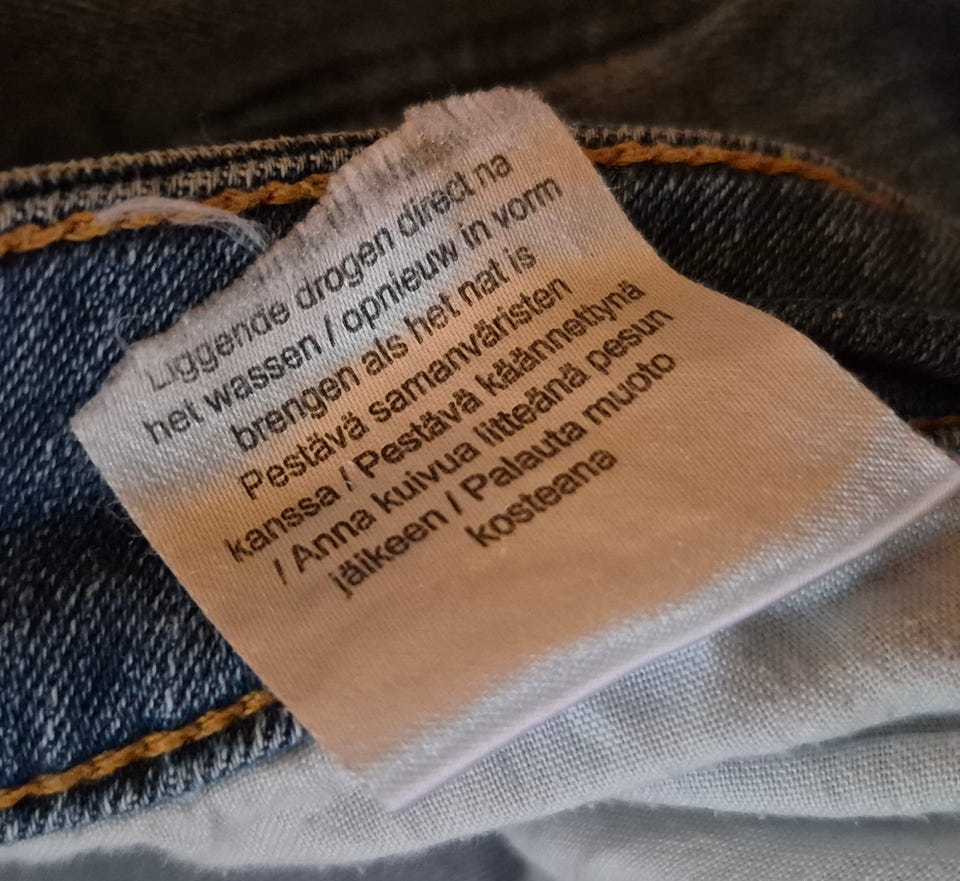 Liggende drogen direct na
het wassen / opnieuw in vorm
brengen als het nat is
Pestävä samanväristen
kanssa / Pestävä käännettynä
/ Anna kuivua litteänä pesun
jälkeen / Palauta muoto
kosteana